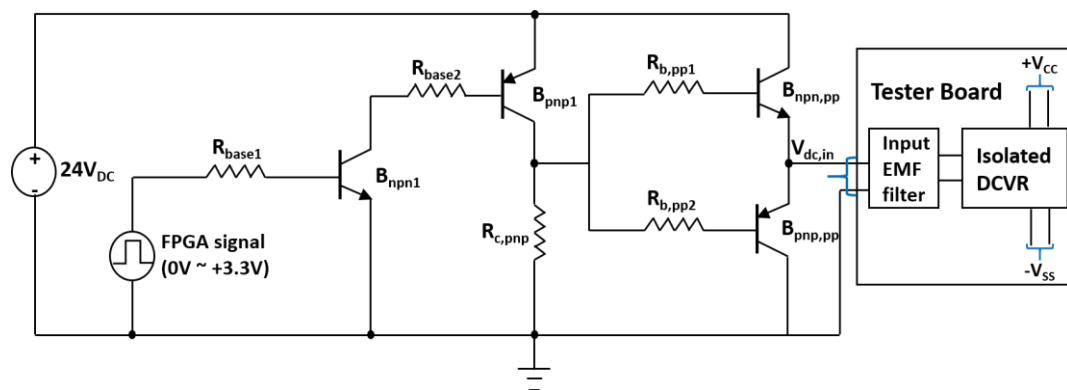 24V_DC
+
-
FPGA signal
(0V ~ +3.3V)
R_base1
B_npn1
R_base2
B_pnp1
R_c,pnp
R_b,pp1
R_b,pp2
B_npn,pp
V_dc,in
B_pnp,pp
Tester Board
Input
EMF
filter
+V_CC
Isolated
DCVR
-V_SS